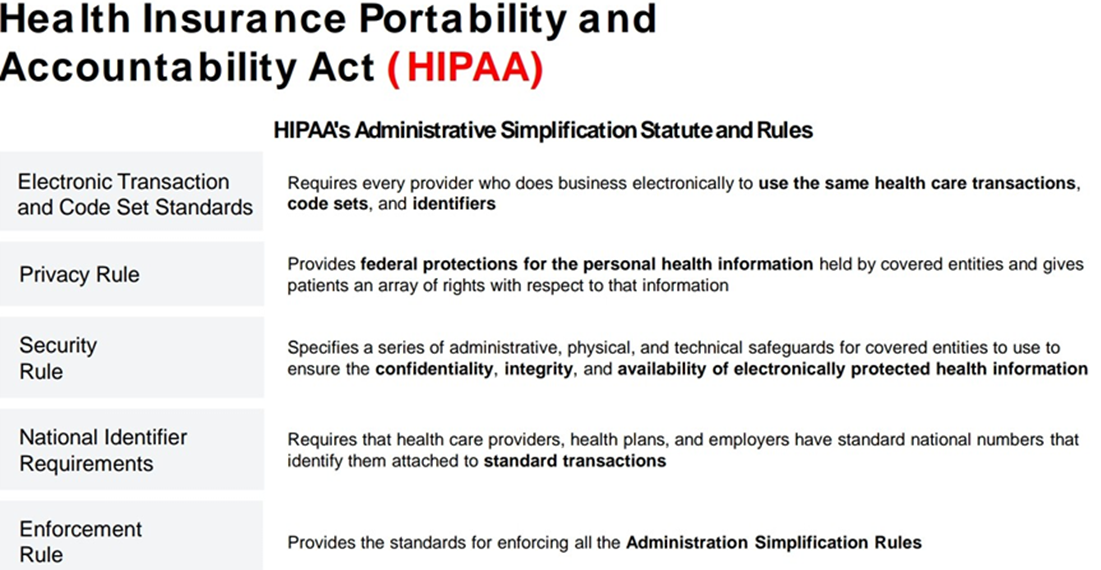 Health Insurance Portability and
Accountability Act (HIPAA)
HIPAA's Administrative Simplification Statute and Rules
Electronic Transaction
and Code Set Standards
Requires every provider who does business electronically to use the same health care transactions,
code sets, and identifiers
Privacy Rule
Provides federal protections for the personal health information held by covered entities and gives
patients an array of rights with respect to that information
Security
Rule
Specifies a series of administrative, physical, and technical safeguards for covered entities to use to
ensure the confidentiality, integrity, and availability of electronically protected health information
National Identifier
Requirements
Requires that health care providers, health plans, and employers have standard national numbers that
identify them attached to standard transactions
Enforcement
Rule
Provides the standards for enforcing all the Administration Simplification Rules